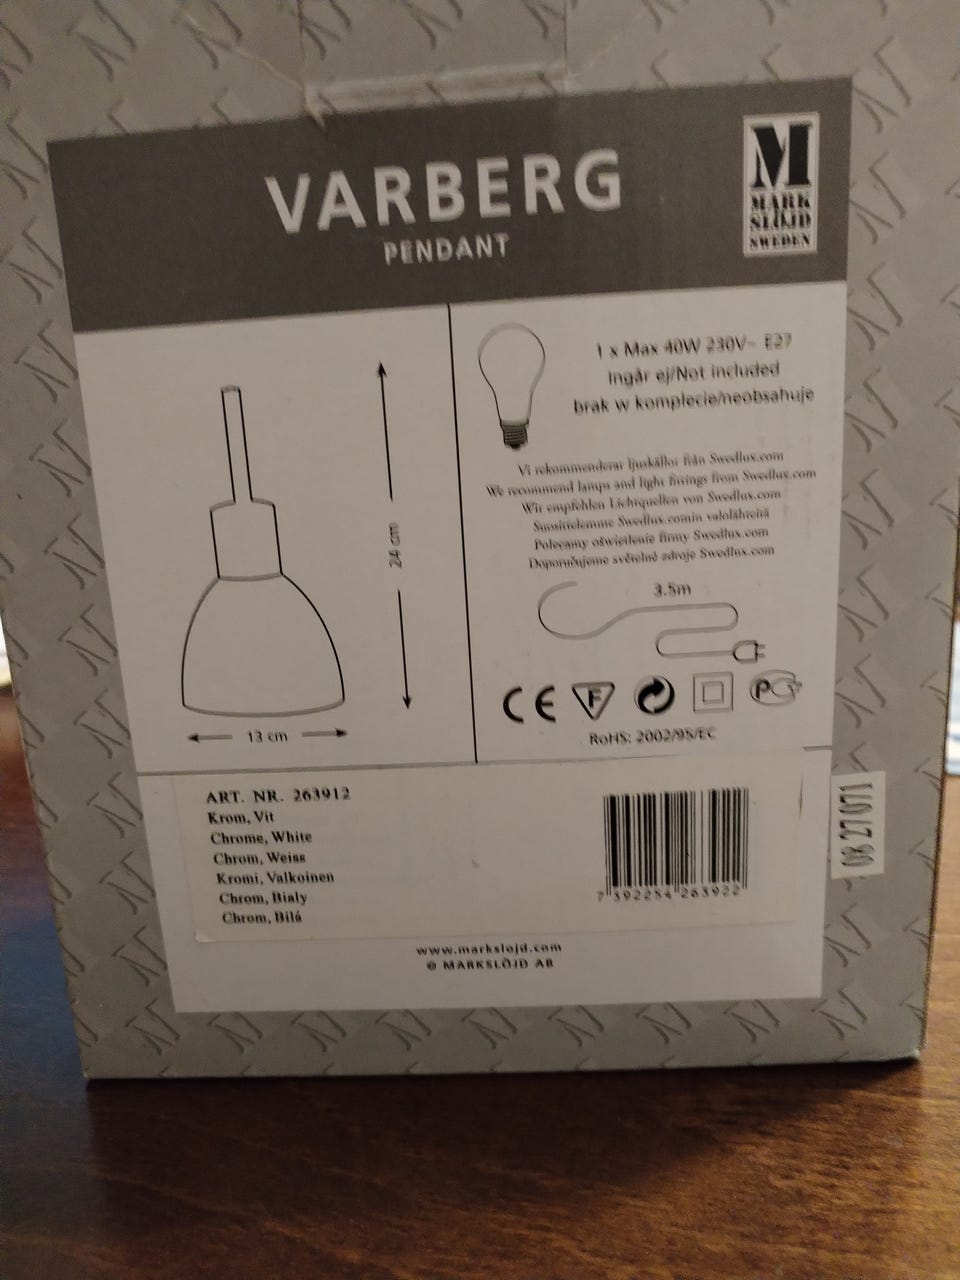 VARBERG
PENDANT
M
MARK
SLÖJD
SWEDEN
1 x Max 40W 230V~ E27
Ingår ej/Not included
brak w komplecie/neobsahuje
Vi rekommenderar ljuskällor från Swedlux.com
We recommend lamps and light fittings from Swedlux.com
Wir empfehlen Lichtquellen von Swedlux.com
Suosittelemme Swedlux.comin valolähteitä
Polecamy oświetlenie firmy Swedlux.com
Doporučujeme světelné zdroje Swedlux.com
24 cm
3.5m
13 cm
CE F
RoHS: 2002/95/EC
ART. NR. 263912
Krom, Vit
Chrome, White
Chrom, Weiss
Kromi, Valkoinen
Chrom, Bialy
Chrom, Bilá
7 392254 263922
08 27 071
www.markslojd.com
© MARKSLÖJD AB